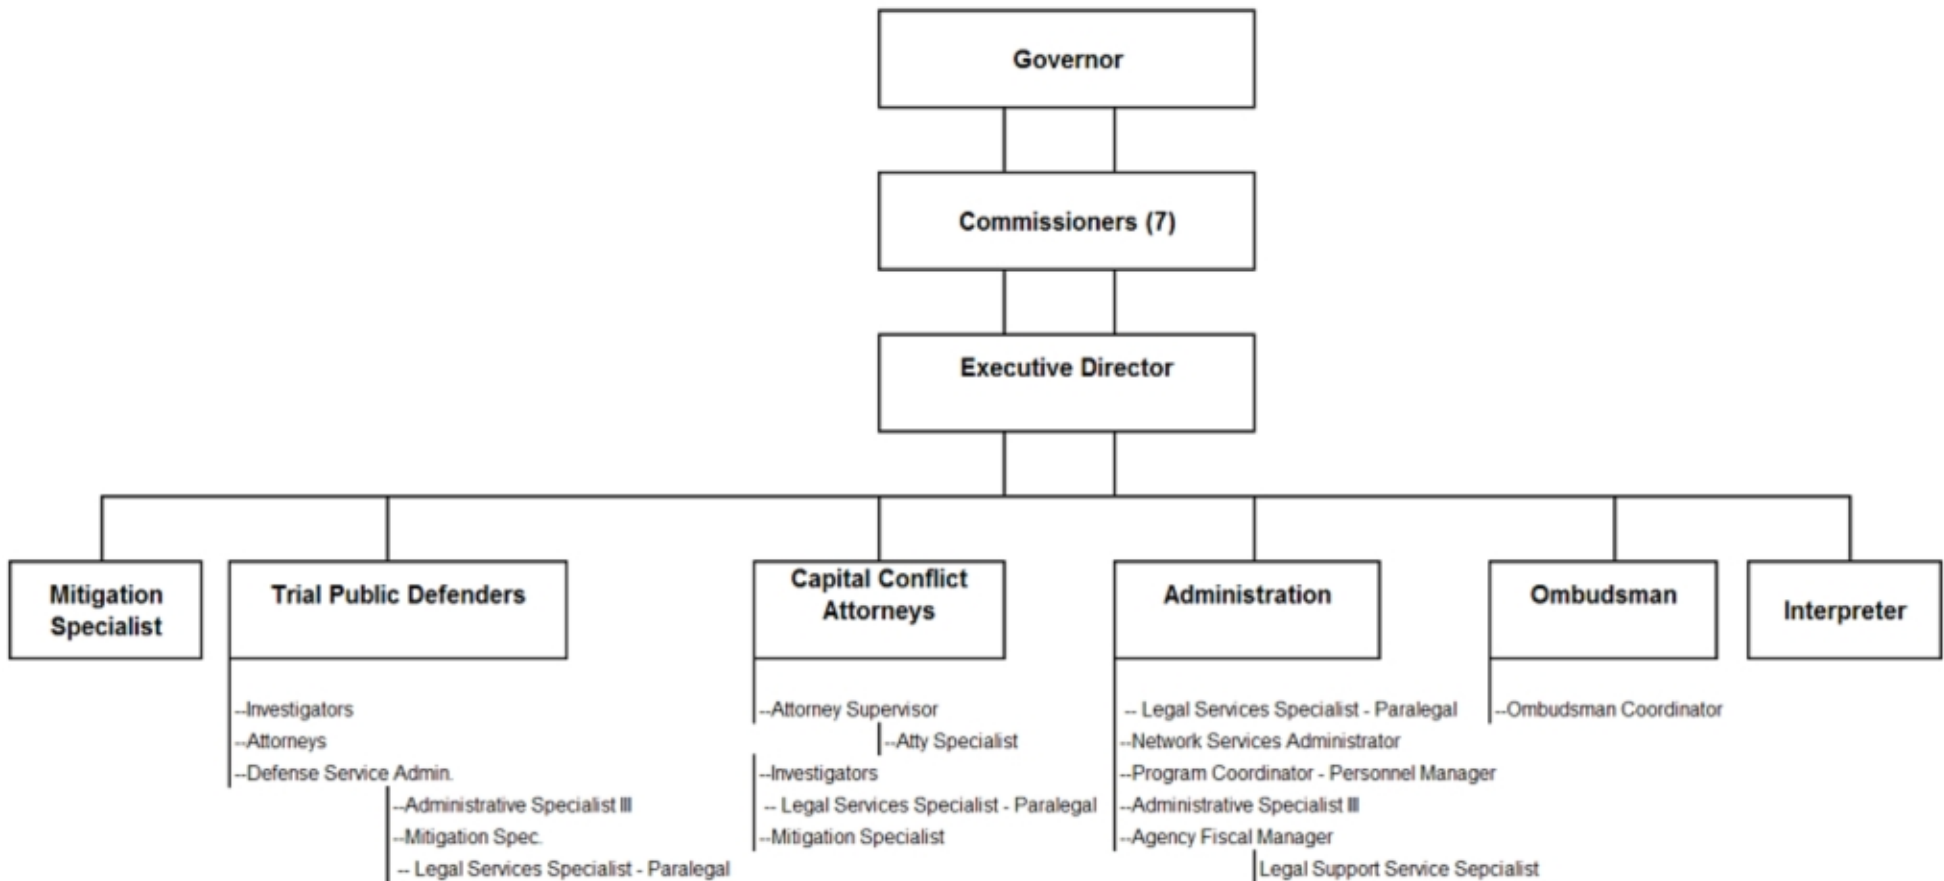 Governor
Commissioners (7)
Executive Director
Mitigation
Specialist
Trial Public Defenders
--Investigators
--Attorneys
--Defense Service Admin.
--Administrative Specialist III
--Mitigation Spec.
-- Legal Services Specialist - Paralegal
Capital Conflict
Attorneys
--Attorney Supervisor
--Atty Specialist
--Investigators
-- Legal Services Specialist - Paralegal
--Mitigation Specialist
Administration
-- Legal Services Specialist - Paralegal
--Network Services Administrator
--Program Coordinator - Personnel Manager
--Administrative Specialist III
--Agency Fiscal Manager
Legal Support Service Sepcialist
Ombudsman
--Ombudsman Coordinator
Interpreter